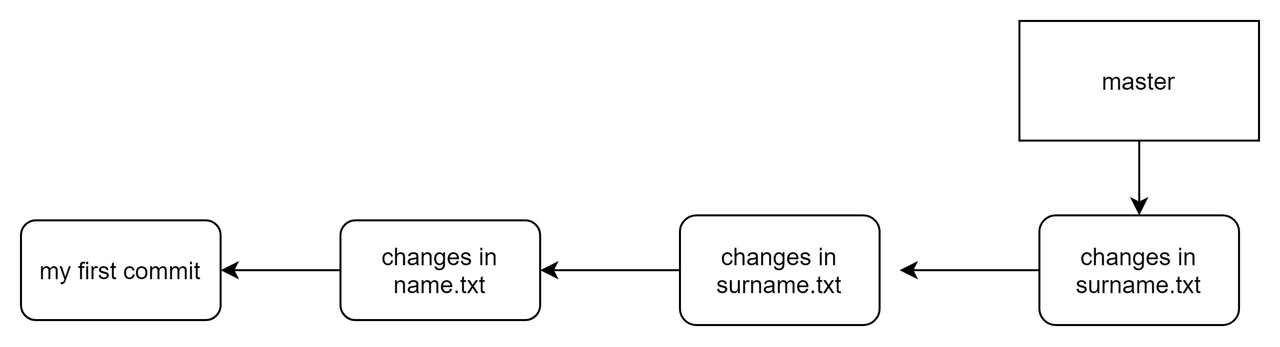 master
my first commit
changes in
name.txt
changes in
surname.txt
changes in
surname.txt